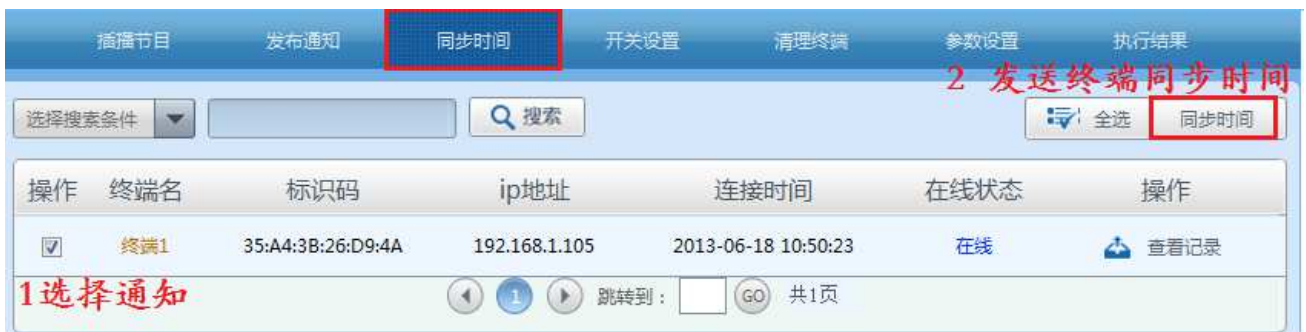 插播节目 发布通知 同步时间 开关设置 清理终端 参数设置 执行结果
2 发送终端同步时间
选择搜索条件 搜索 全选 同步时间
操作 终端名 标识码 ip地址 连接时间 在线状态 操作
终端1 35:A4:3B:26:D9:4A 192.168.1.105 2013-06-18 10:50:23 在线 查看记录
1选择通知
1 跳转到： GO 共1页